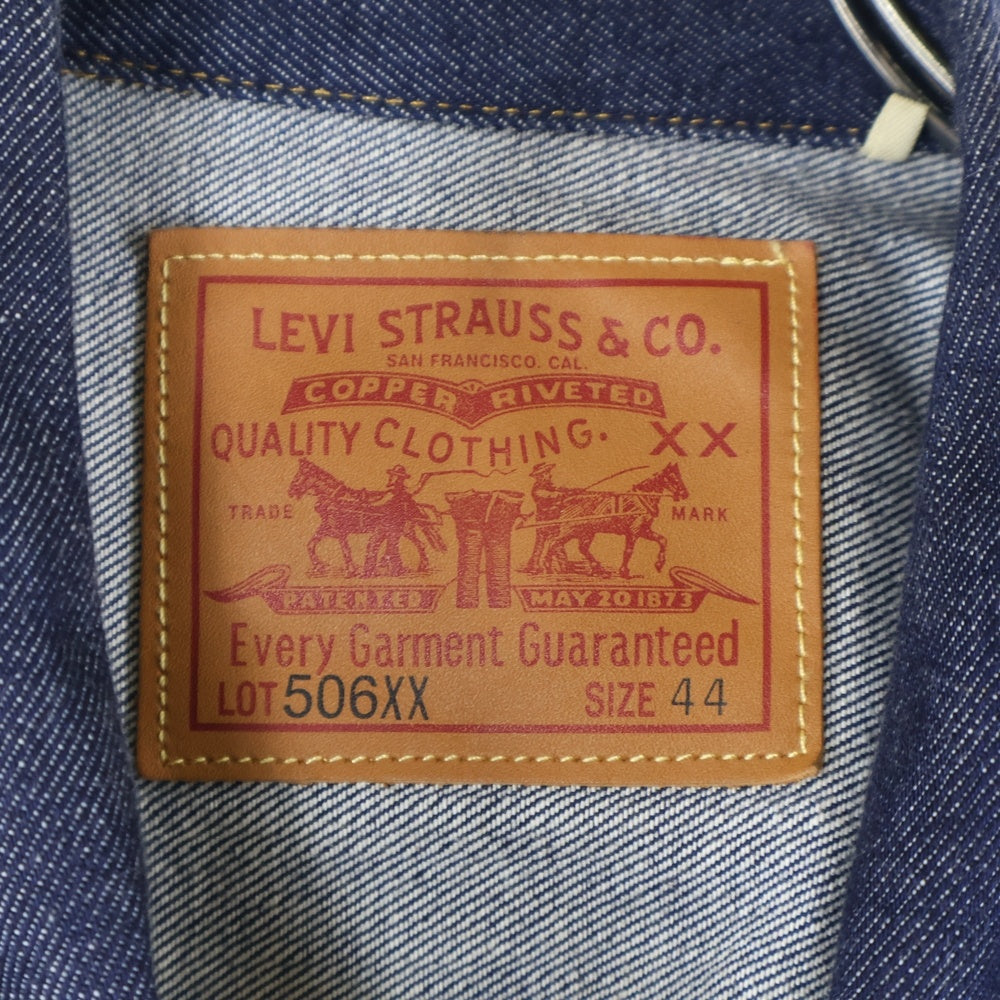 LEVI STRAUSS & CO.
SAN FRANCISCO. CAL.
COPPER RIVETED
QUALITY CLOTHING. XX
TRADE MARK
PATENTED MAY 20 1873
Every Garment Guaranteed
LOT 506XX SIZE 44